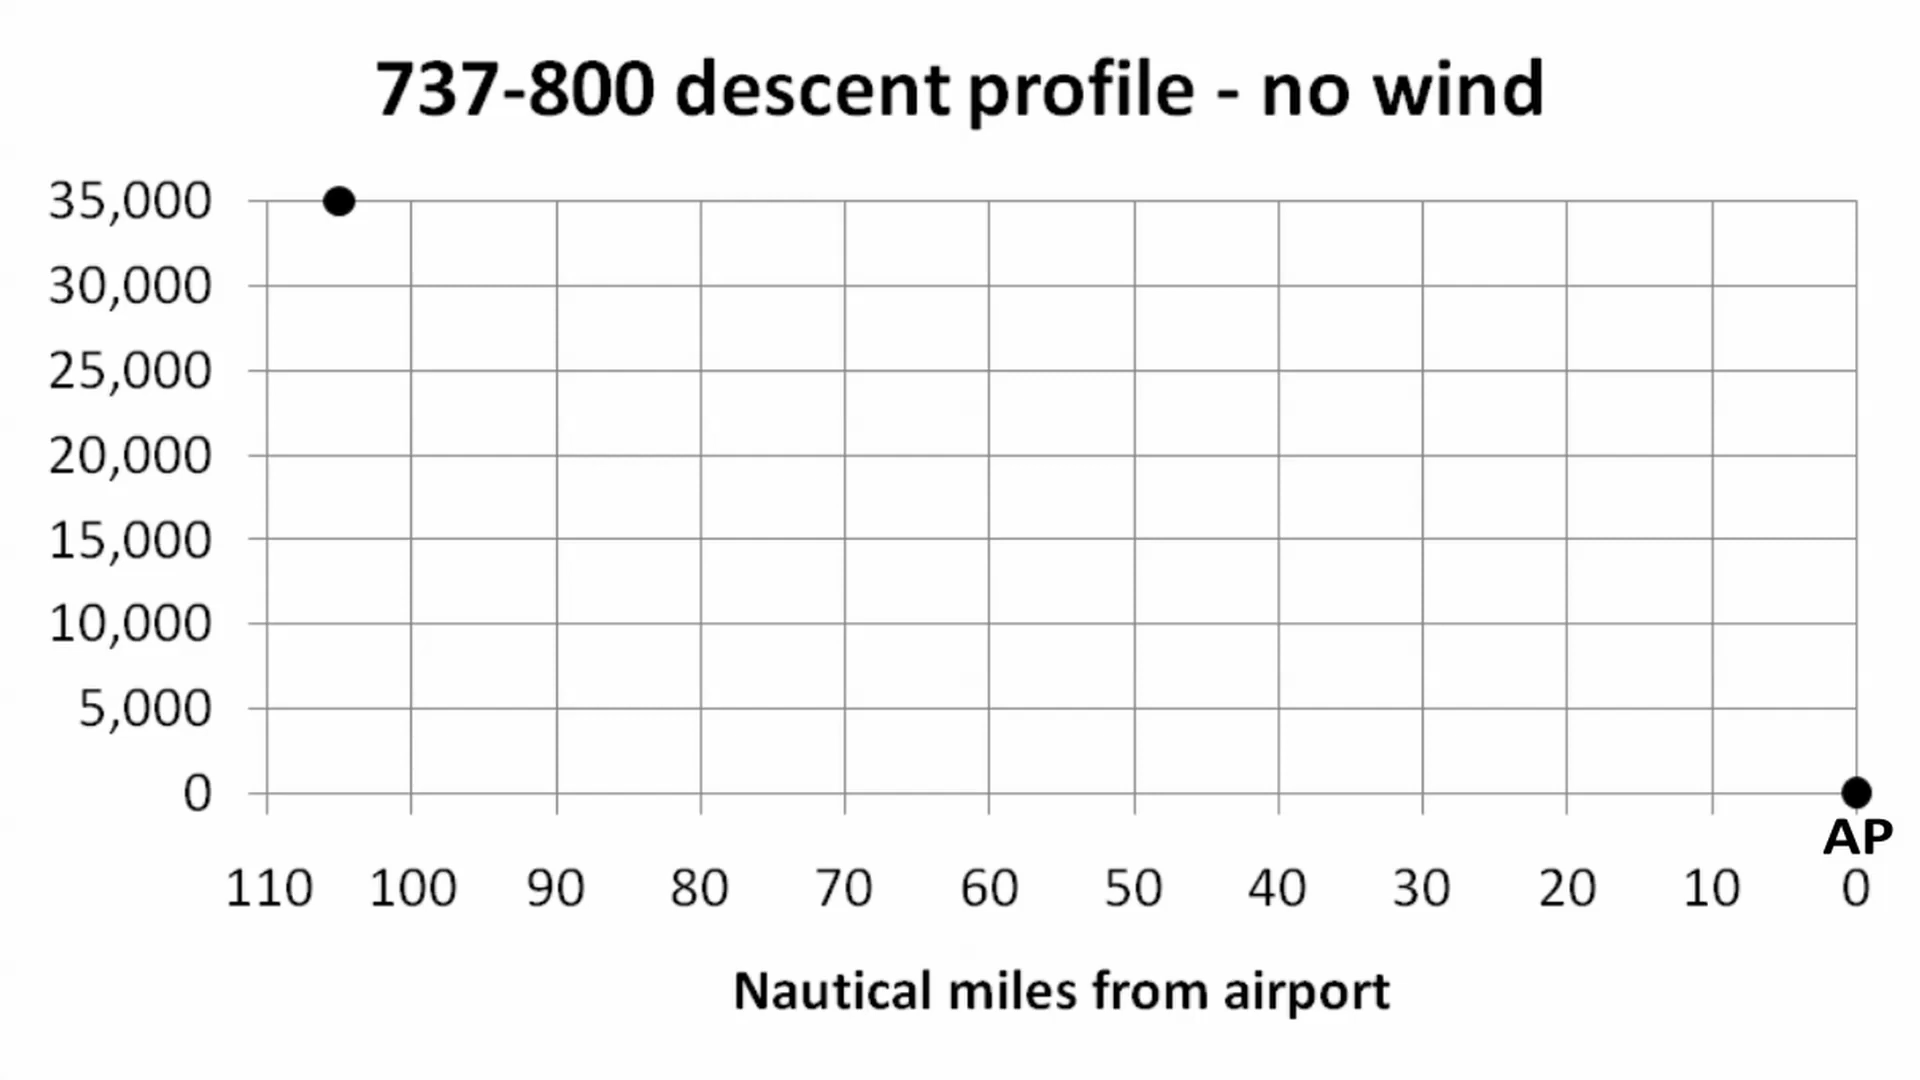 737-800 descent profile - no wind
35,000
30,000
25,000
20,000
15,000
10,000
5,000
0
AP
110 100 90 80 70 60 50 40 30 20 10 0
Nautical miles from airport